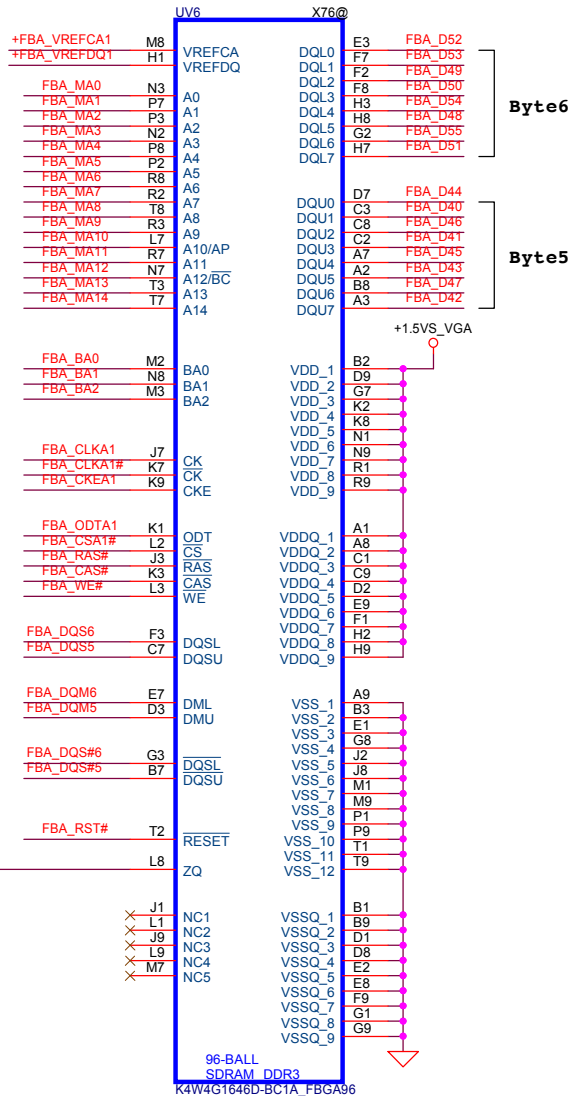 UV6 X76@
+FBA_VREFCA1 M8 VREFCA DQL0 E3 FBA_D52
+FBA_VREFDQ1 H1 VREFDQ DQL1 F7 FBA_D53
DQL2 F2 FBA_D49
FBA_MA0 N3 A0 DQL3 F8 FBA_D50
FBA_MA1 P7 A1 DQL4 H3 FBA_D54
FBA_MA2 P3 A2 DQL5 H8 FBA_D48
FBA_MA3 N2 A3 DQL6 G2 FBA_D55
FBA_MA4 P8 A4 DQL7 H7 FBA_D51
Byte6
FBA_MA5 P2 A5
FBA_MA6 R8 A6
FBA_MA7 R2 A7 DQU0 D7 FBA_D44
FBA_MA8 T8 A8 DQU1 C3 FBA_D40
FBA_MA9 R3 A9 DQU2 C8 FBA_D46
FBA_MA10 L7 A10/AP DQU3 C2 FBA_D41
FBA_MA11 R7 A11 DQU4 A7 FBA_D45
FBA_MA12 N7 A12/BC DQU5 A2 FBA_D43
FBA_MA13 T3 A13 DQU6 B8 FBA_D47
FBA_MA14 T7 A14 DQU7 A3 FBA_D42
Byte5
+1.5VS_VGA
FBA_BA0 M2 BA0 VDD_1 B2
FBA_BA1 N8 BA1 VDD_2 D9
FBA_BA2 M3 BA2 VDD_3 G7
VDD_4 K2
VDD_5 K8
VDD_6 N1
FBA_CLKA1 J7 CK VDD_7 N9
FBA_CLKA1# K7 CK VDD_8 R1
FBA_CKEA1 K9 CKE VDD_9 R9
FBA_ODTA1 K1 ODT VDDQ_1 A1
FBA_CSA1# L2 CS VDDQ_2 A8
FBA_RAS# J3 RAS VDDQ_3 C1
FBA_CAS# K3 CAS VDDQ_4 C9
FBA_WE# L3 WE VDDQ_5 D2
VDDQ_6 E9
VDDQ_7 F1
FBA_DQS6 F3 DQSL VDDQ_8 H2
FBA_DQS5 C7 DQSU VDDQ_9 H9
FBA_DQM6 E7 DML VSS_1 A9
FBA_DQM5 D3 DMU VSS_2 B3
VSS_3 E1
VSS_4 G8
FBA_DQS#6 G3 DQSL VSS_5 J2
FBA_DQS#5 B7 DQSU VSS_6 J8
VSS_7 M1
VSS_8 M9
VSS_9 P1
FBA_RST# T2 RESET VSS_10 P9
VSS_11 T1
L8 ZQ VSS_12 T9
J1 NC1 VSSQ_1 B1
L1 NC2 VSSQ_2 B9
J9 NC3 VSSQ_3 D1
L9 NC4 VSSQ_4 D8
M7 NC5 VSSQ_5 E2
VSSQ_6 E8
VSSQ_7 F9
VSSQ_8 G1
VSSQ_9 G9
96-BALL
SDRAM DDR3
K4W4G1646D-BC1A_FBGA96